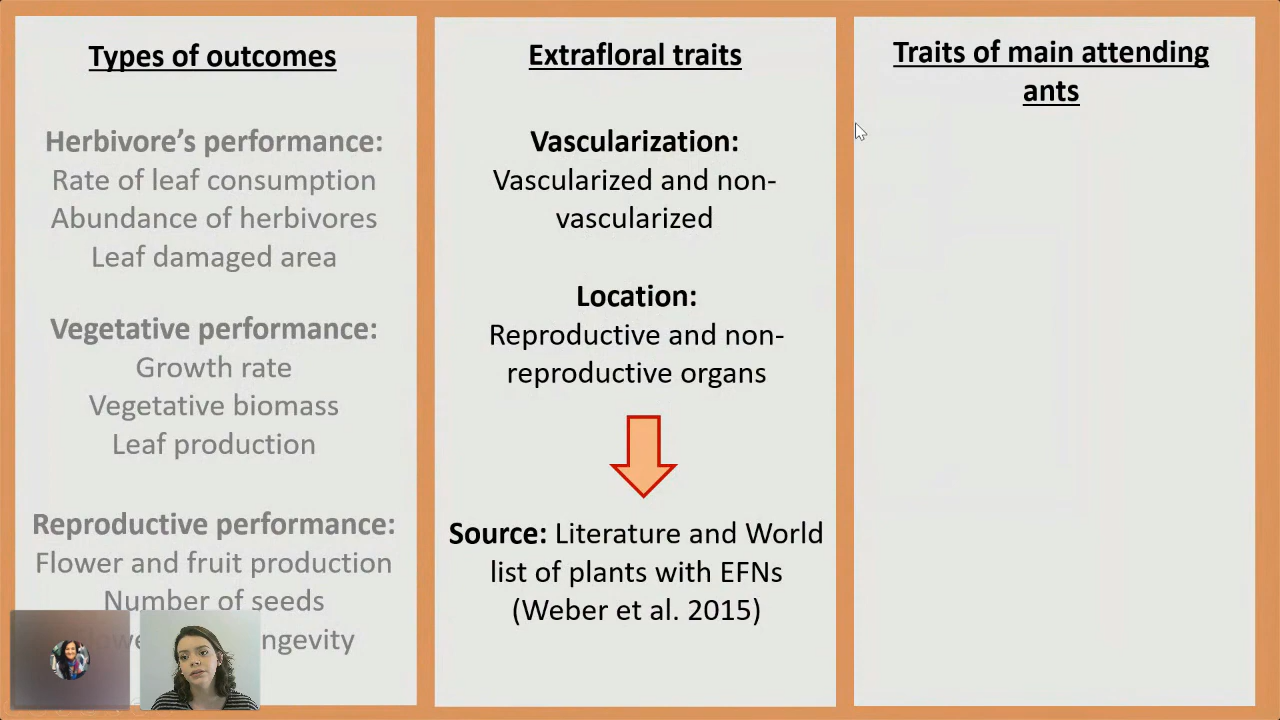 Types of outcomes
Herbivore’s performance:
Rate of leaf consumption
Abundance of herbivores
Leaf damaged area
Vegetative performance:
Growth rate
Vegetative biomass
Leaf production
Reproductive performance:
Flower and fruit production
Number of seeds
Extrafloral traits
Vascularization:
Vascularized and non-
vascularized
Location:
Reproductive and non-
reproductive organs
Source: Literature and World
list of plants with EFNs
(Weber et al. 2015)
Traits of main attending
ants